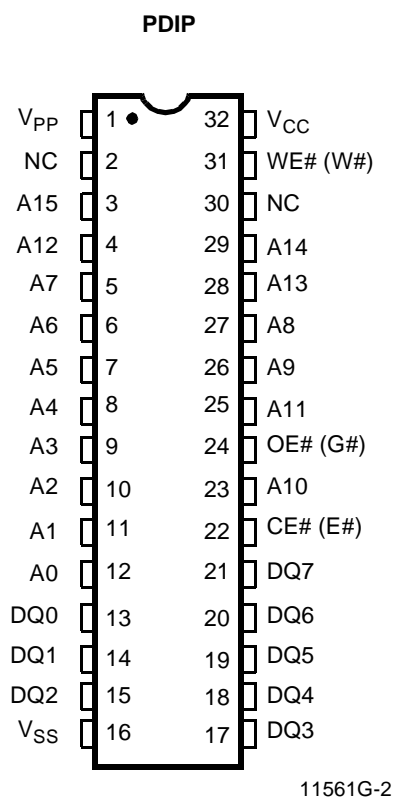 PDIP
VPP 1 32 VCC
NC 2 31 WE# (W#)
A15 3 30 NC
A12 4 29 A14
A7 5 28 A13
A6 6 27 A8
A5 7 26 A9
A4 8 25 A11
A3 9 24 OE# (G#)
A2 10 23 A10
A1 11 22 CE# (E#)
A0 12 21 DQ7
DQ0 13 20 DQ6
DQ1 14 19 DQ5
DQ2 15 18 DQ4
VSS 16 17 DQ3
11561G-2